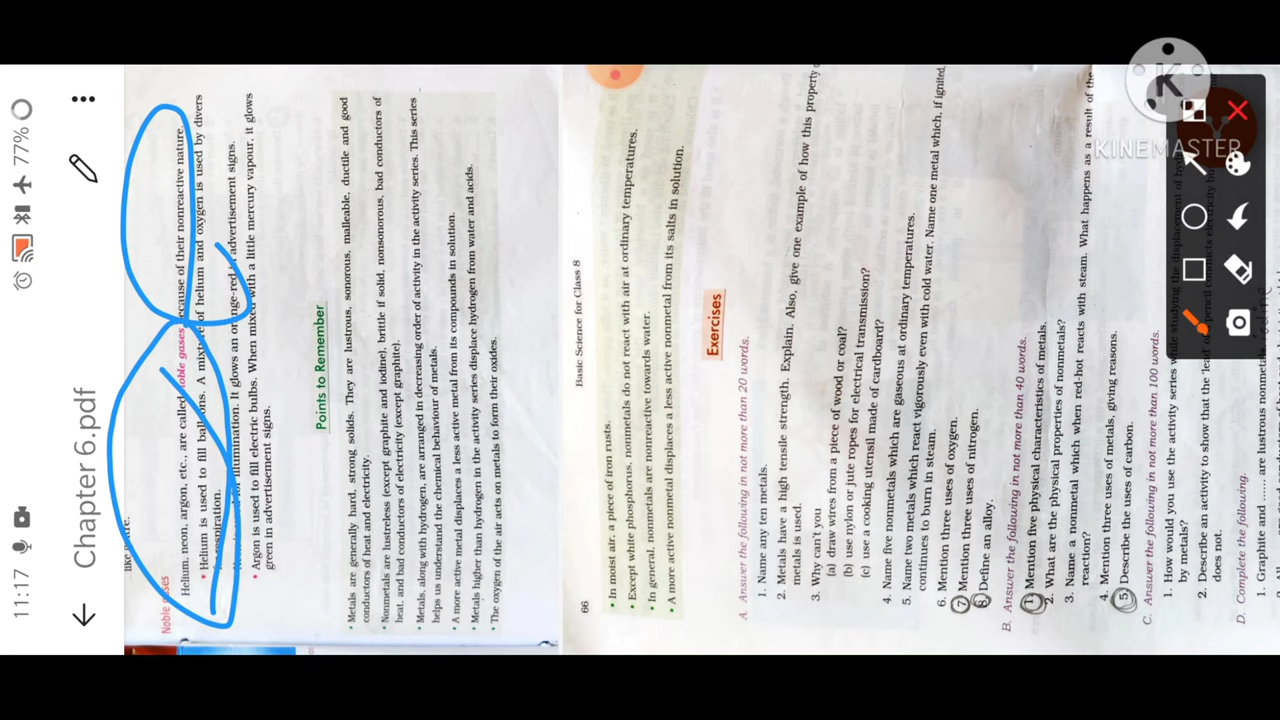 11:17
77%
Chapter 6.pdf
like
Noble gases
Helium, neon, argon, etc., are called noble gases because of their nonreactive nature.
• Helium is used to fill balloons. A mixture of helium and oxygen is used by divers
respiration.
illumination. It glows an orange-red in advertisement signs.
• Argon is used to fill electric bulbs. When mixed with a little mercury vapour, it glows
green in advertisement signs.
Points to Remember
• Metals are generally hard, strong solids. They are lustrous, sonorous, malleable, ductile and good
conductors of heat and electricity.
• Nonmetals are lustreless (except graphite and iodine), brittle if solid, nonsonorous, bad conductors of
heat, and bad conductors of electricity (except graphite).
• Metals, along with hydrogen, are arranged in decreasing order of activity in the activity series. This series
helps us understand the chemical behaviour of metals.
• A more active metal displaces a less active metal from its compounds in solution.
• Metals higher than hydrogen in the activity series displace hydrogen from water and acids.
• The oxygen of the air acts on metals to form their oxides.
66
Basic Science for Class 8
• In moist air, a piece of iron rusts.
• Except white phosphorus, nonmetals do not react with air at ordinary temperatures.
• In general, nonmetals are nonreactive towards water.
• A more active nonmetal displaces a less active nonmetal from its salts in solution.
Exercises
A. Answer the following in not more than 20 words.
1. Name any ten metals.
2. Metals have a high tensile strength. Explain. Also, give one example of how this property
metals is used.
3. Why can't you
(a) draw wires from a piece of wood or coal?
(b) use nylon or jute ropes for electrical transmission?
(c) use a cooking utensil made of cardboard?
4. Name five nonmetals which are gaseous at ordinary temperatures.
5. Name two metals which react vigorously even with cold water. Name one metal which, if ignited,
continues to burn in steam.
6. Mention three uses of oxygen.
7. Mention three uses of nitrogen.
8. Define an alloy.
B. Answer the following in not more than 40 words.
1. Mention five physical characteristics of metals.
2. What are the physical properties of nonmetals?
3. Name a nonmetal which when red-hot reacts with steam. What happens as a result of the
reaction?
4. Mention three uses of metals, giving reasons.
5. Describe the uses of carbon.
C. Answer the following in not more than 100 words.
1. How would you use the activity series while studying the displacement of
by metals?
2. Describe an activity to show that the 'lead' of pencil conducts electricity
does not.
D. Complete the following.
1. Graphite and ...... are lustrous nonmetals.
K
KINEMASTER